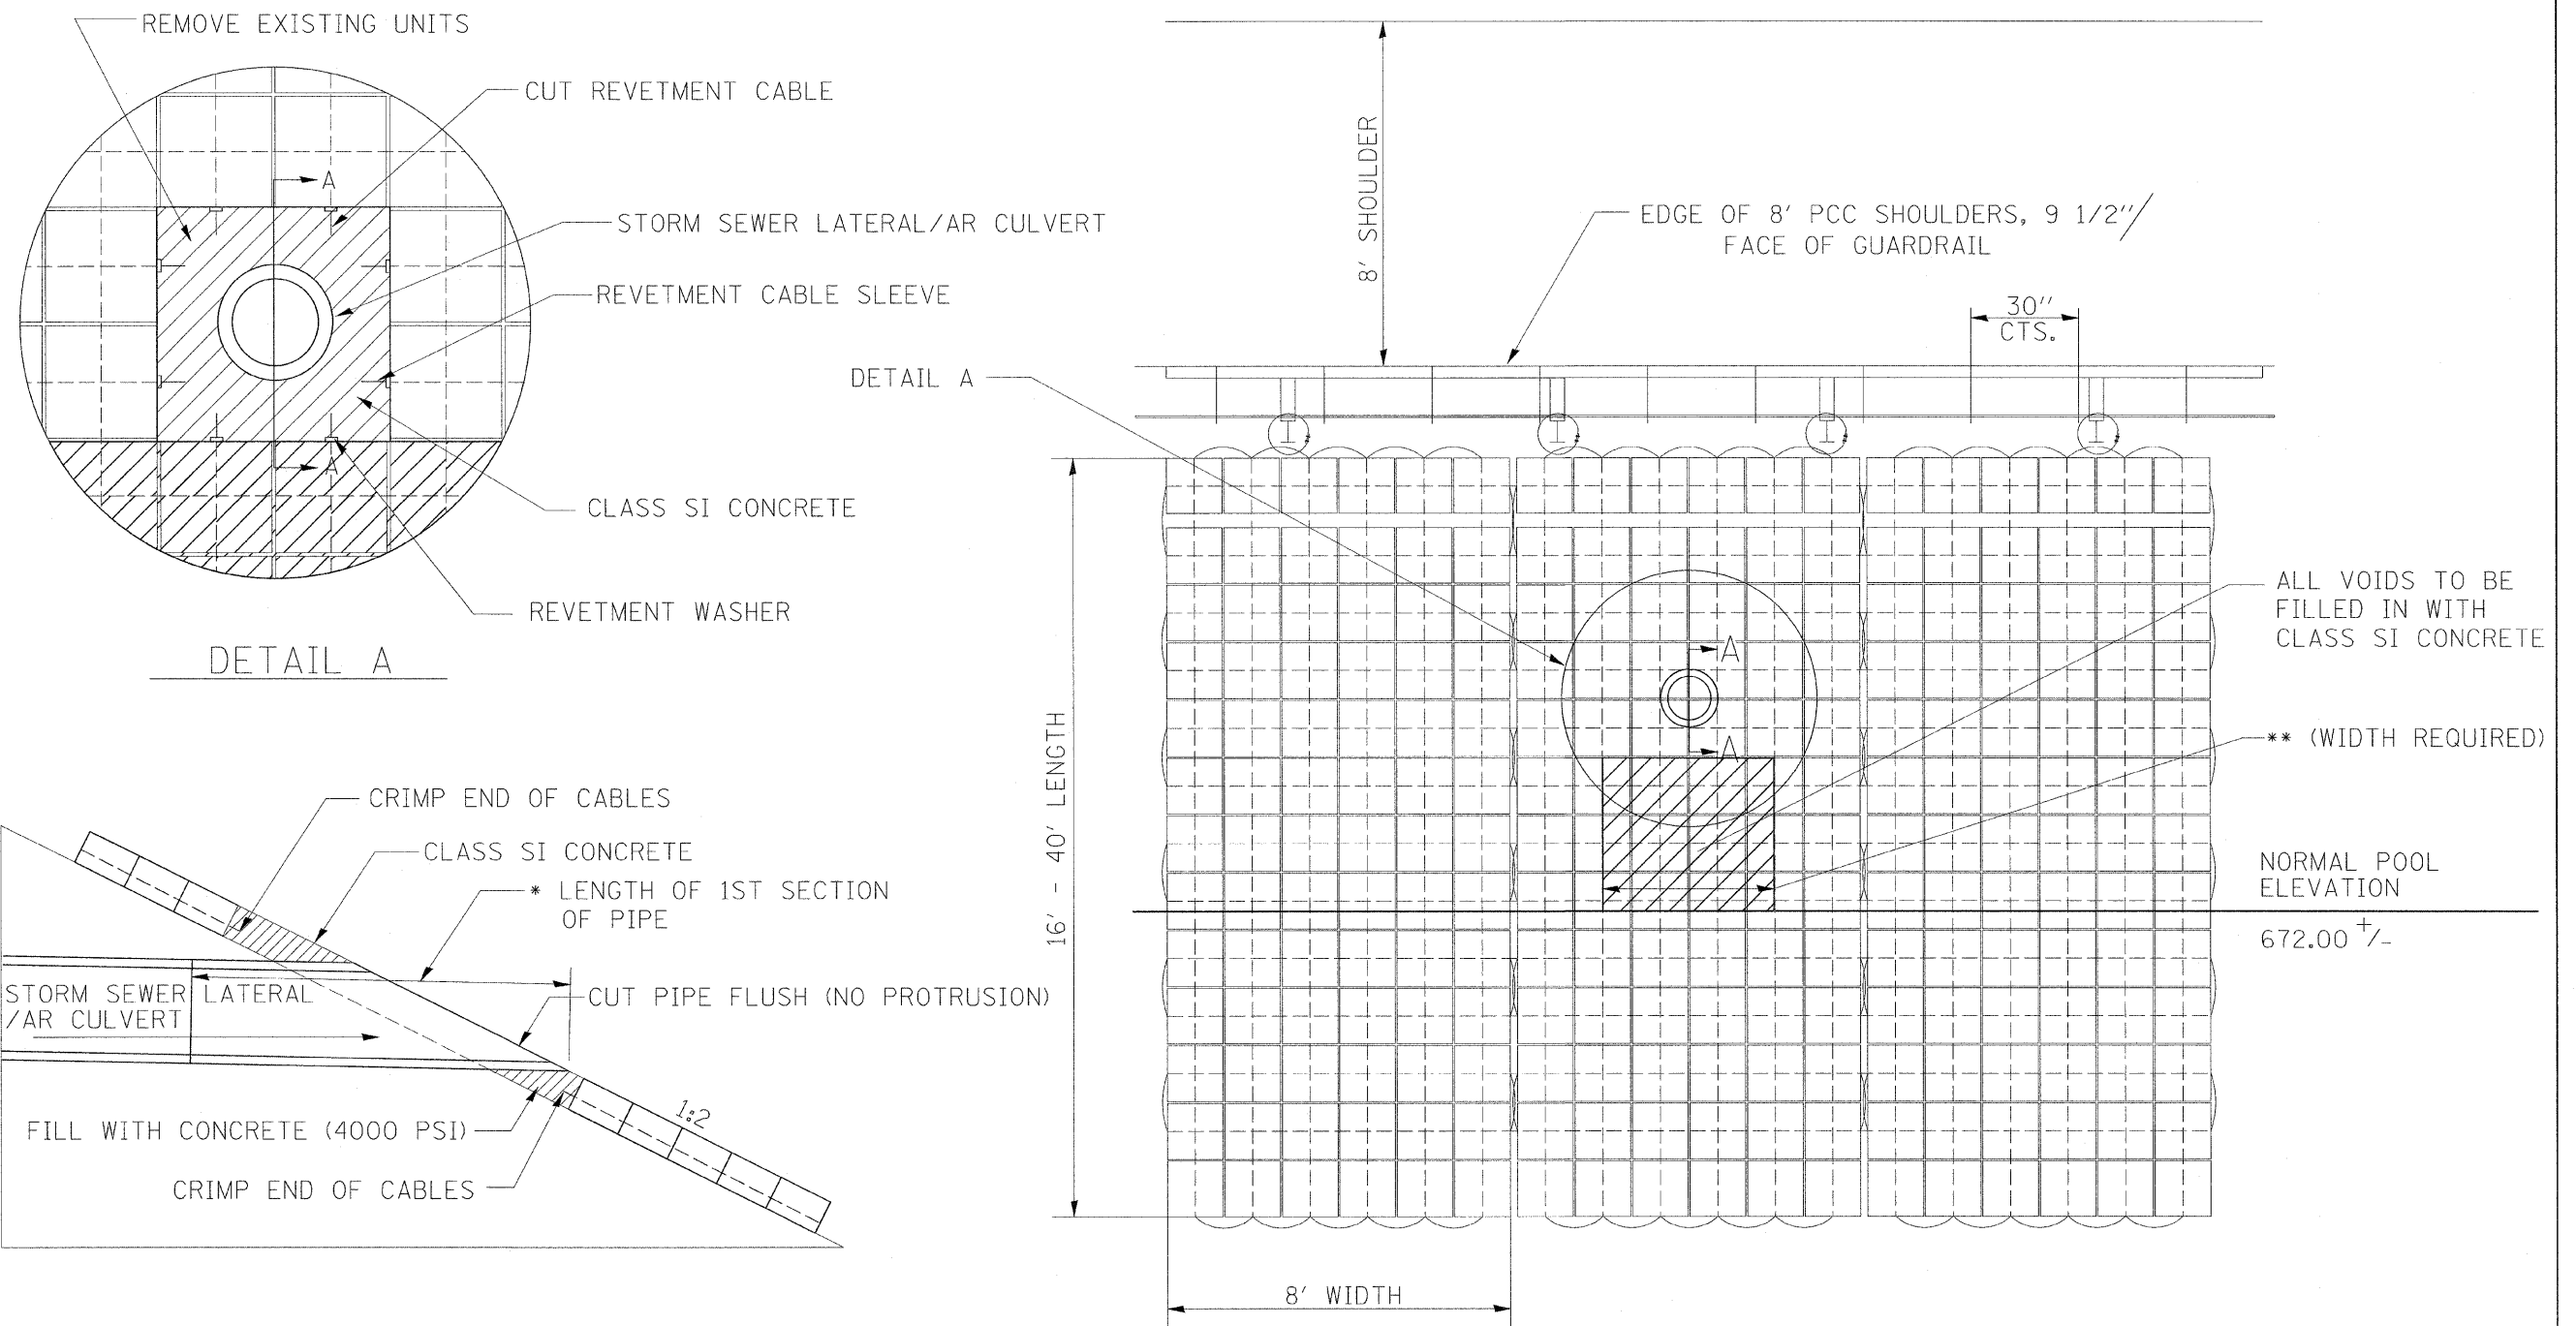 REMOVE EXISTING UNITS
CUT REVETMENT CABLE
A
STORM SEWER LATERAL/AR CULVERT
REVETMENT CABLE SLEEVE
A
CLASS SI CONCRETE
REVETMENT WASHER
DETAIL A
CRIMP END OF CABLES
CLASS SI CONCRETE
* LENGTH OF 1ST SECTION
OF PIPE
STORM SEWER LATERAL
/AR CULVERT
CUT PIPE FLUSH (NO PROTRUSION)
1:2
FILL WITH CONCRETE (4000 PSI)
CRIMP END OF CABLES
8' SHOULDER
EDGE OF 8' PCC SHOULDERS, 9 1/2"/
FACE OF GUARDRAIL
30"
CTS.
DETAIL A
16' - 40' LENGTH
A
A
ALL VOIDS TO BE
FILLED IN WITH
CLASS SI CONCRETE
** (WIDTH REQUIRED)
NORMAL POOL
ELEVATION
672.00 +/-
8' WIDTH